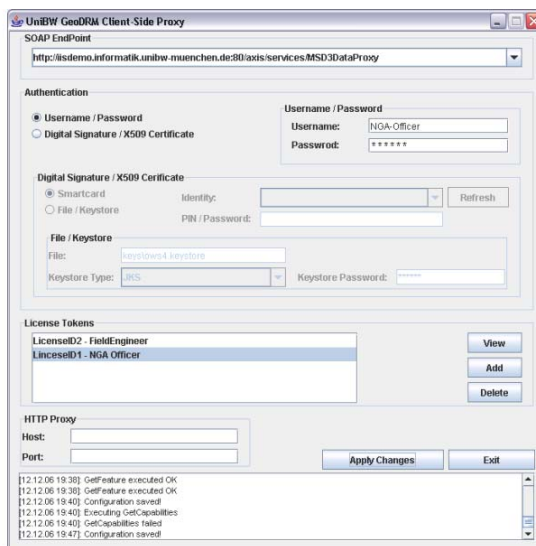 UniBW GeoDRM Client-Side Proxy
SOAP EndPoint
http://iisdemo.informatik.unibw-muenchen.de:80/axis/services/MSD3DataProxy
Authentication
Username / Password
Digital Signature / X509 Certificate
Username / Password
Username: NGA-Officer
Passwrod: ******
Digital Signature / X509 Cerificate
Smartcard
File / Keystore
Identity:
Refresh
PIN / Password:
File / Keystore
File: keystows4.keystore
Keystore Type: JKS
Keystore Password: ******
License Tokens
LicenseID2 - FieldEngineer
LinceseID1 - NGA Officer
View
Add
Delete
HTTP Proxy
Host:
Port:
Apply Changes
Exit
[12.12.06 19:38]: GetFeature executed OK
[12.12.06 19:38]: GetFeature executed OK
[12.12.06 19:40]: Configuration saved!
[12.12.06 19:40]: Executing GetCapabilities
[12.12.06 19:40]: GetCapabilities failed
[12.12.06 19:47]: Configuration saved!